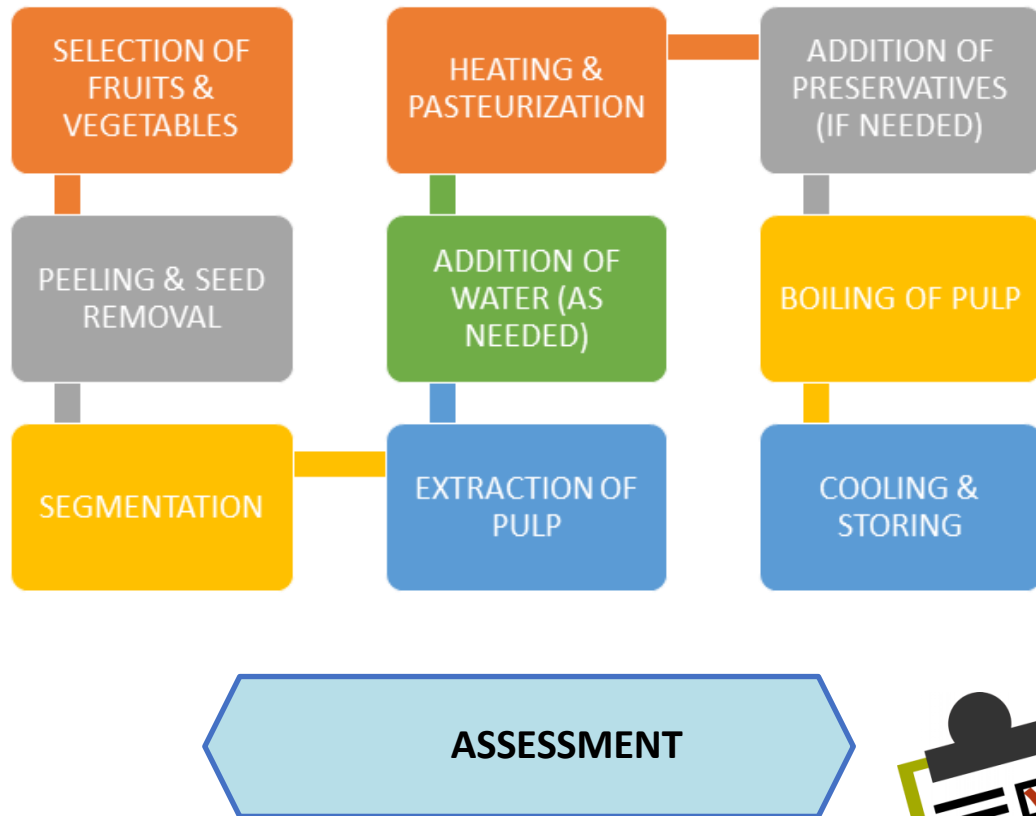 SELECTION OF
FRUITS &
VEGETABLES
PEELING & SEED
REMOVAL
SEGMENTATION
EXTRACTION OF
PULP
ADDITION OF
WATER (AS
NEEDED)
HEATING &
PASTEURIZATION
ADDITION OF
PRESERVATIVES
(IF NEEDED)
BOILING OF PULP
COOLING &
STORING
ASSESSMENT